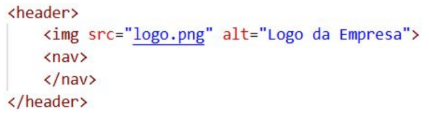 <header>
<img src="logo.png" alt="Logo da Empresa">
<nav>
</nav>
</header>